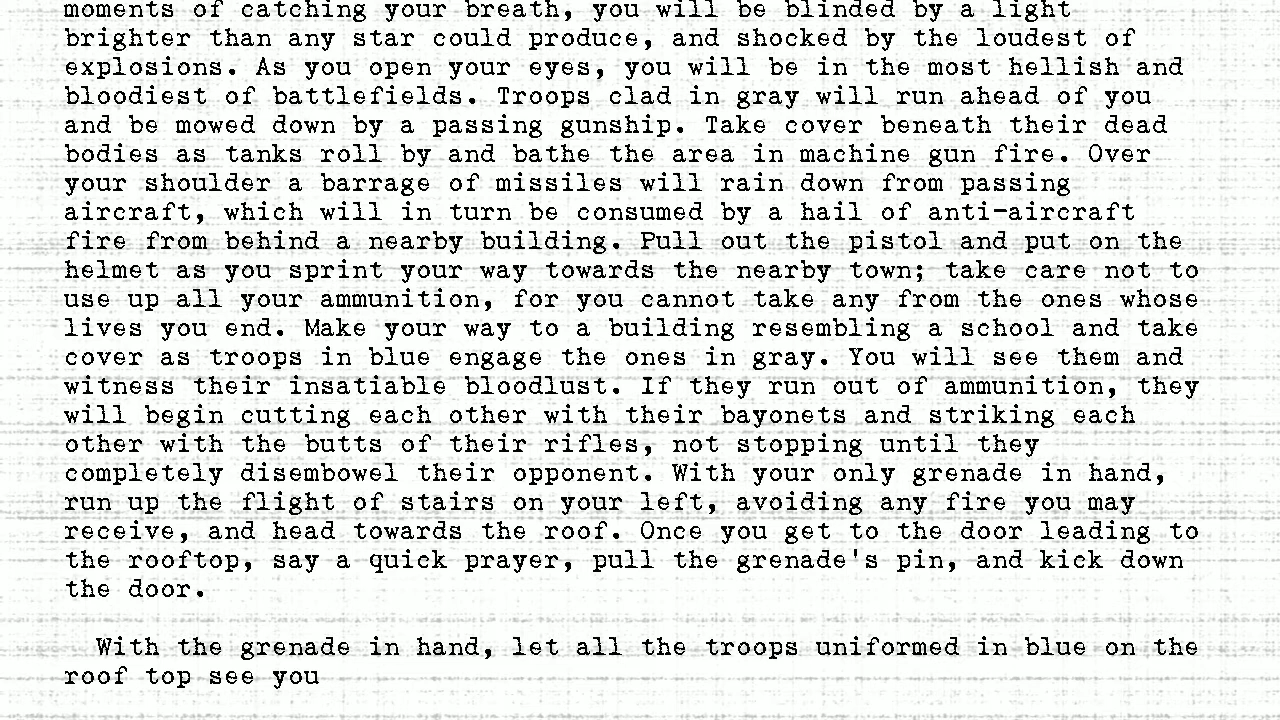 moments of catching your breath, you will be blinded by a light
brighter than any star could produce, and shocked by the loudest of
explosions. As you open your eyes, you will be in the most hellish and
bloodiest of battlefields. Troops clad in gray will run ahead of you
and be mowed down by a passing gunship. Take cover beneath their dead
bodies as tanks roll by and bathe the area in machine gun fire. Over
your shoulder a barrage of missiles will rain down from passing
aircraft, which will in turn be consumed by a hail of anti-aircraft
fire from behind a nearby building. Pull out the pistol and put on the
helmet as you sprint your way towards the nearby town; take care not to
use up all your ammunition, for you cannot take any from the ones whose
lives you end. Make your way to a building resembling a school and take
cover as troops in blue engage the ones in gray. You will see them and
witness their insatiable bloodlust. If they run out of ammunition, they
will begin cutting each other with their bayonets and striking each
other with the butts of their rifles, not stopping until they
completely disembowel their opponent. With your only grenade in hand,
run up the flight of stairs on your left, avoiding any fire you may
receive, and head towards the roof. Once you get to the door leading to
the rooftop, say a quick prayer, pull the grenade's pin, and kick down
the door.
With the grenade in hand, let all the troops uniformed in blue on the
roof top see you